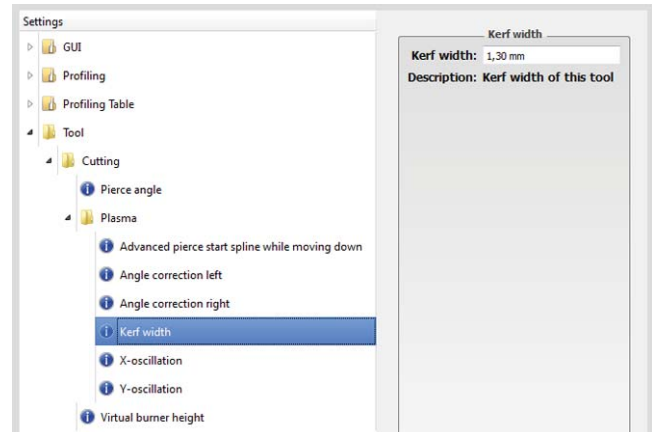 Settings
GUI
Profiling
Profiling Table
Tool
Cutting
Pierce angle
Plasma
Advanced pierce start spline while moving down
Angle correction left
Angle correction right
Kerf width
X-oscillation
Y-oscillation
Virtual burner height
Kerf width
Kerf width: 1,30 mm
Description: Kerf width of this tool